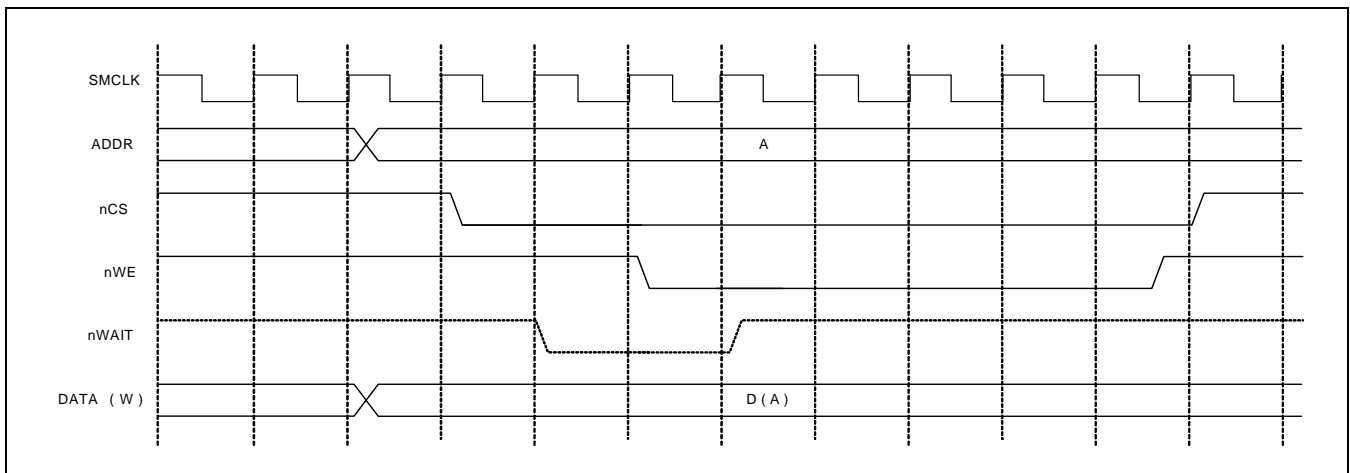 SMCLK
ADDR
A
nCS
nWE
nWAIT
DATA (W)
D(A)